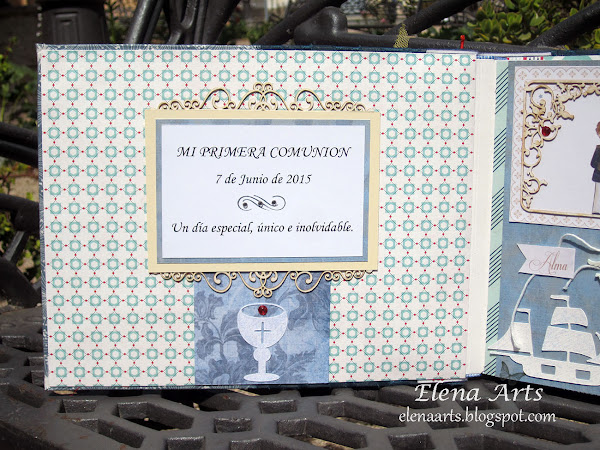 MI PRIMERA COMUNION
7 de Junio de 2015
Un día especial, único e inolvidable.
Alma
Elena Arts
elenaarts.blogspot.com